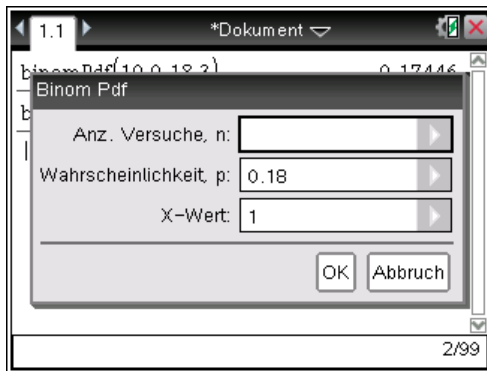 1.1 *Dokument
binomPdf(10,0.18,3) 0.17446
b
Binom Pdf
Anz. Versuche, n:
Wahrscheinlichkeit, p: 0.18
X-Wert: 1
OK Abbruch
2/99